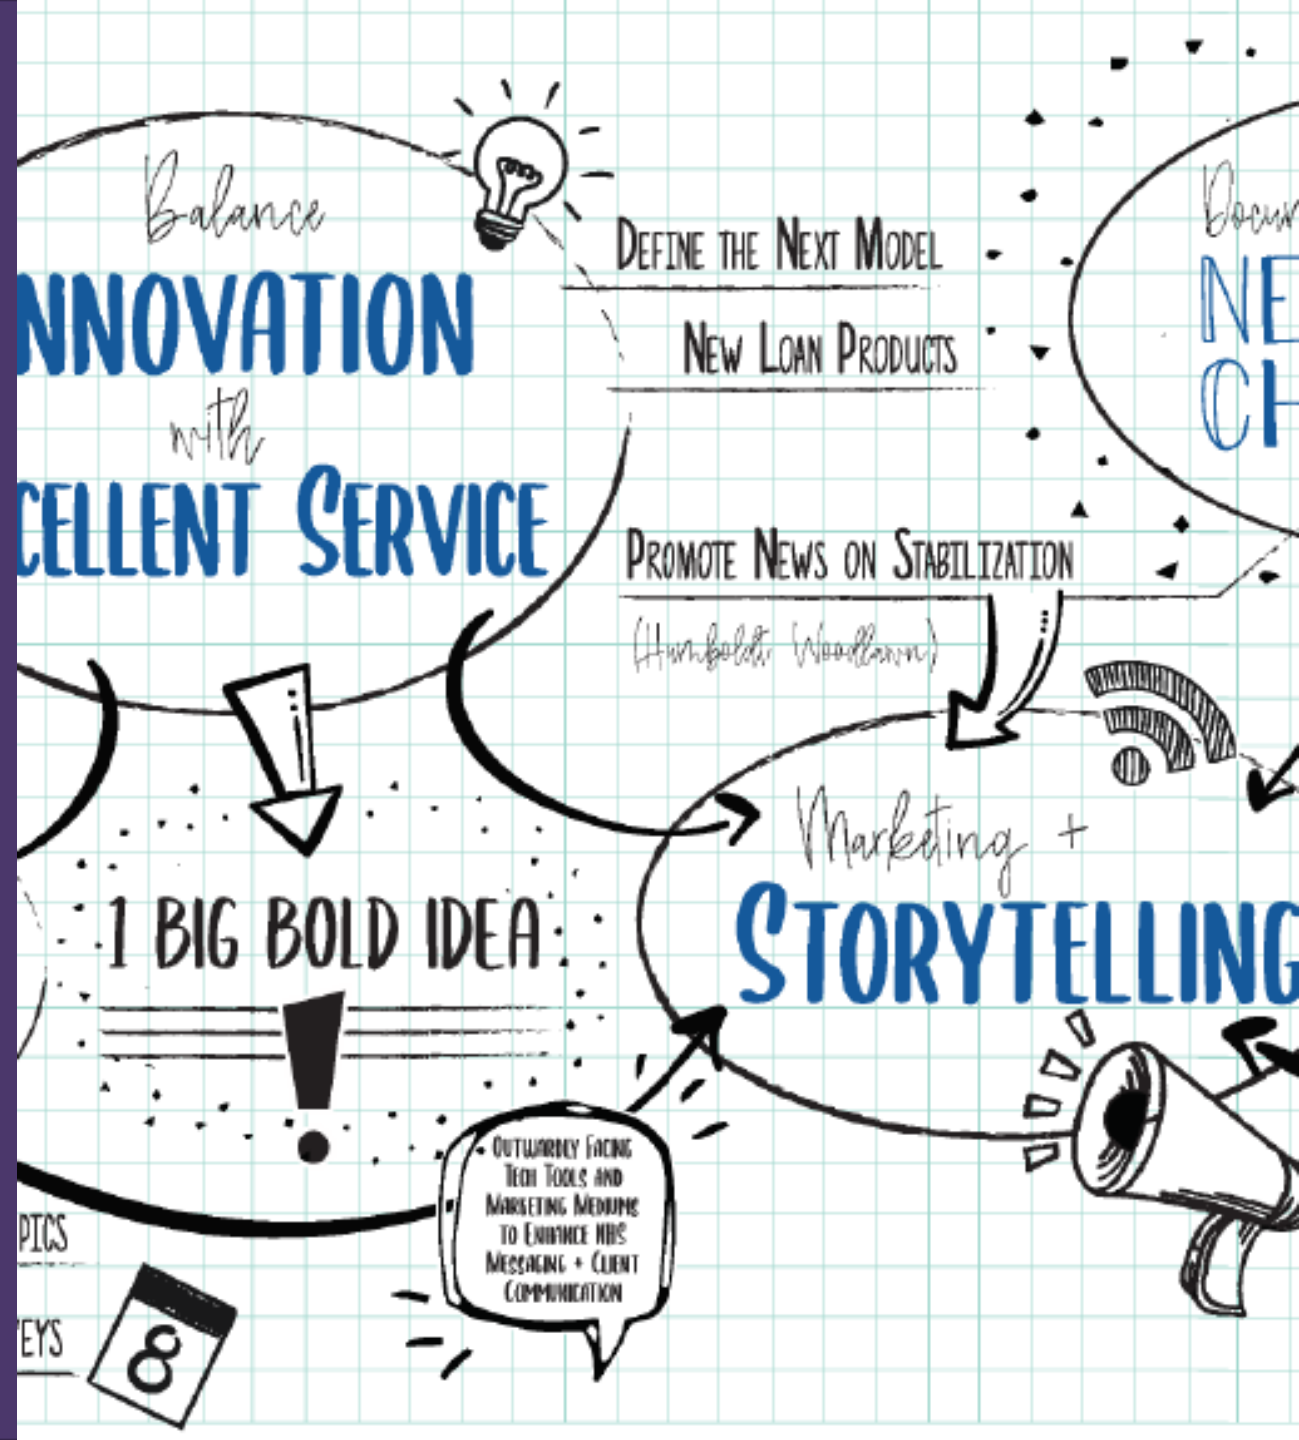 Balance
NNOVATION
with
CELLENT SERVICE
DEFINE THE NEXT MODEL
NEW LOAN PRODUCTS
PROMOTE NEWS ON STABILIZATION
(Humboldt, Woodlawn)
Docum
NE
CH
1 BIG BOLD IDEA
!
Marketing +
STORYTELLING
OUTWARDLY FACING
TECH TOOLS AND
MARKETING MEDIUMS
TO ENHANCE NHS
MESSAGING + CLIENT
COMMUNICATION
PICS
EYS
8